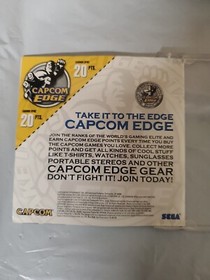 20 PTS.
CAPCOM
EDGE
20
PTS.
TAKE IT TO THE EDGE
CAPCOM EDGE
JOIN THE RANKS OF THE WORLD'S GAMING ELITE AND
EARN CAPCOM EDGE POINTS EVERY TIME YOU BUY
THE CAPCOM GAMES YOU LOVE. COLLECT MORE
POINTS AND GET ALL KINDS OF COOL STUFF
LIKE T-SHIRTS, WATCHES, SUNGLASSES
PORTABLE STEREOS AND OTHER
CAPCOM EDGE GEAR
DON'T FIGHT IT! JOIN TODAY!
CAPCOM
SEGA